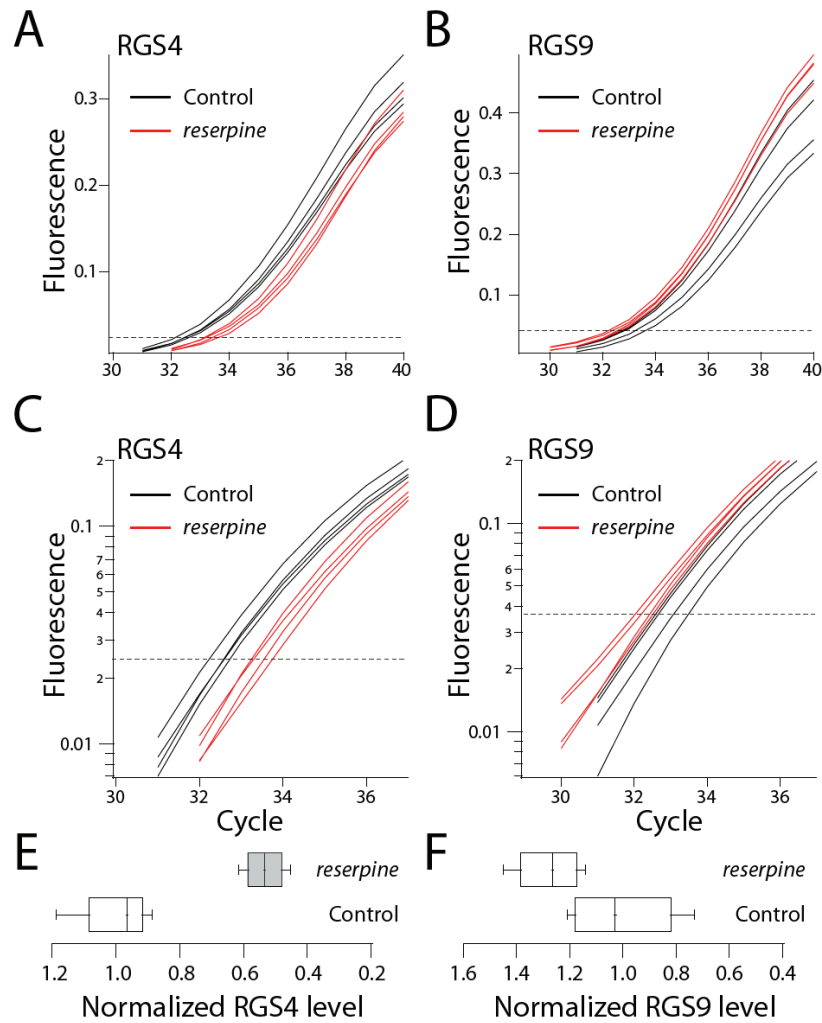 A
RGS4
Control
reserpine
Fluorescence
0.3
0.2
0.1
30 32 34 36 38 40
B
RGS9
Control
reserpine
Fluorescence
0.4
0.3
0.2
0.1
30 32 34 36 38 40
C
RGS4
Control
reserpine
Fluorescence
2
0.1
7
6
5
4
3
2
0.01
30 32 34 36
Cycle
D
RGS9
Control
reserpine
Fluorescence
2
0.1
6
5
4
3
2
0.01
30 32 34 36
Cycle
E
reserpine
Control
1.2 1.0 0.8 0.6 0.4 0.2
Normalized RGS4 level
F
reserpine
Control
1.6 1.4 1.2 1.0 0.8 0.6 0.4
Normalized RGS9 level